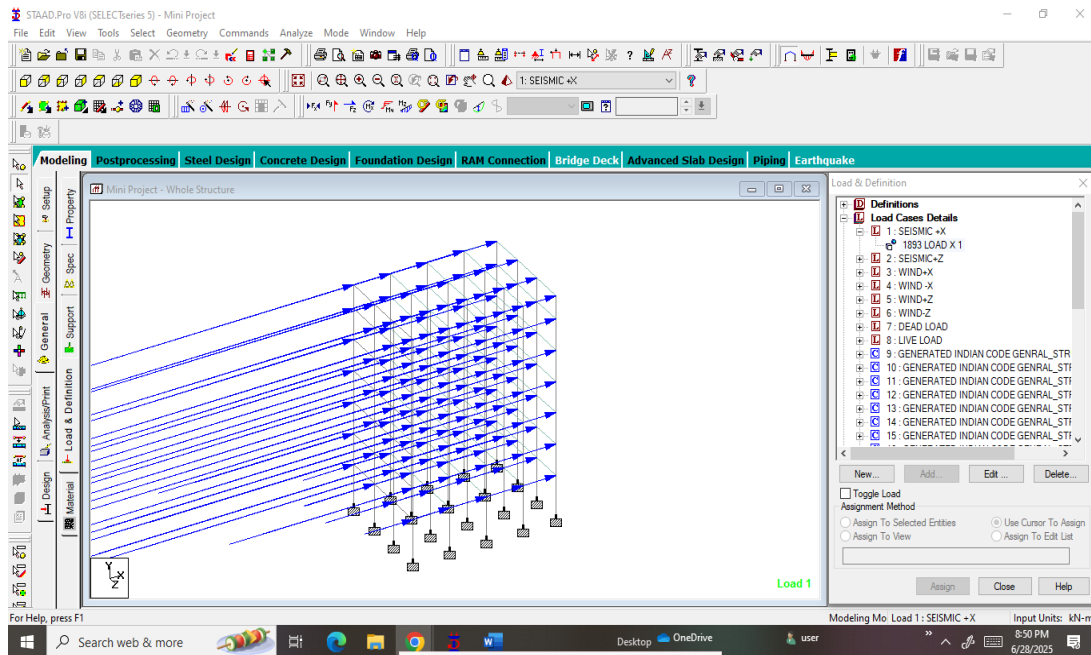 STAAD.Pro V8i (SELECTseries 5) - Mini Project
File Edit View Tools Select Geometry Commands Analyze Mode Window Help
1: SEISMIC +X
Modeling Postprocessing Steel Design Concrete Design Foundation Design RAM Connection Bridge Deck Advanced Slab Design Piping Earthquake
Setup
Geometry
General
Analysis/Print
Design
Property
Spec
Support
Load & Definition
Material
Mini Project - Whole Structure
Y
X
Z
Load 1
Load & Definition
Definitions
Load Cases Details
1 : SEISMIC +X
1893 LOAD X 1
2 : SEISMIC+Z
3 : WIND+X
4 : WIND -X
5 : WIND+Z
6 : WIND-Z
7 : DEAD LOAD
8 : LIVE LOAD
9 : GENERATED INDIAN CODE GENRAL_STR
10 : GENERATED INDIAN CODE GENRAL_STF
11 : GENERATED INDIAN CODE GENRAL_STF
12 : GENERATED INDIAN CODE GENRAL_STF
13 : GENERATED INDIAN CODE GENRAL_STF
14 : GENERATED INDIAN CODE GENRAL_STF
15 : GENERATED INDIAN CODE GENRAL_STF
New... Add... Edit ... Delete...
Toggle Load
Assignment Method
Assign To Selected Entities Use Cursor To Assign
Assign To View Assign To Edit List
Assign Close Help
For Help, press F1 Modeling Mo Load 1 : SEISMIC +X Input Units: kN-m
Search web & more Desktop OneDrive user 8:50 PM
6/28/2025